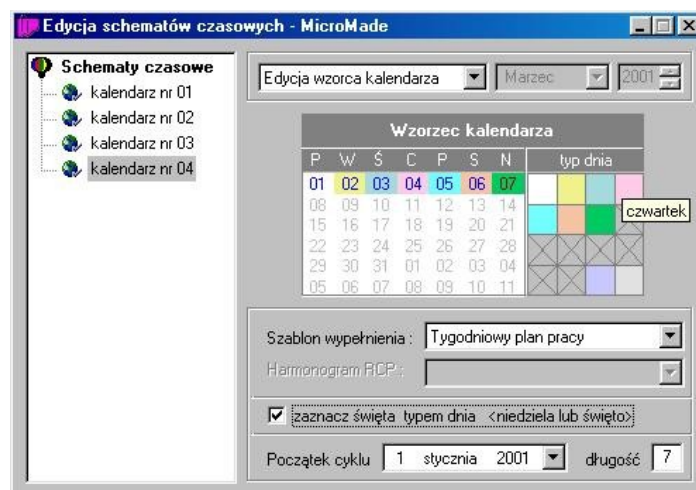 Edycja schematów czasowych - MicroMade
Schematy czasowe
kalendarz nr 01
kalendarz nr 02
kalendarz nr 03
kalendarz nr 04
Edycja wzorca kalendarza Marzec 2001
Wzorzec kalendarza
P W Ś C P S N typ dnia
01 02 03 04 05 06 07
08 09 10 11 12 13 14
czwartek
15 16 17 18 19 20 21
22 23 24 25 26 27 28
29 30 31 01 02 03 04
05 06 07 08 09 10 11
Szablon wypełnienia : Tygodniowy plan pracy
Harmonogram RCP :
zaznacz święta typem dnia <niedziela lub święto>
Początek cyklu 1 stycznia 2001 długość 7